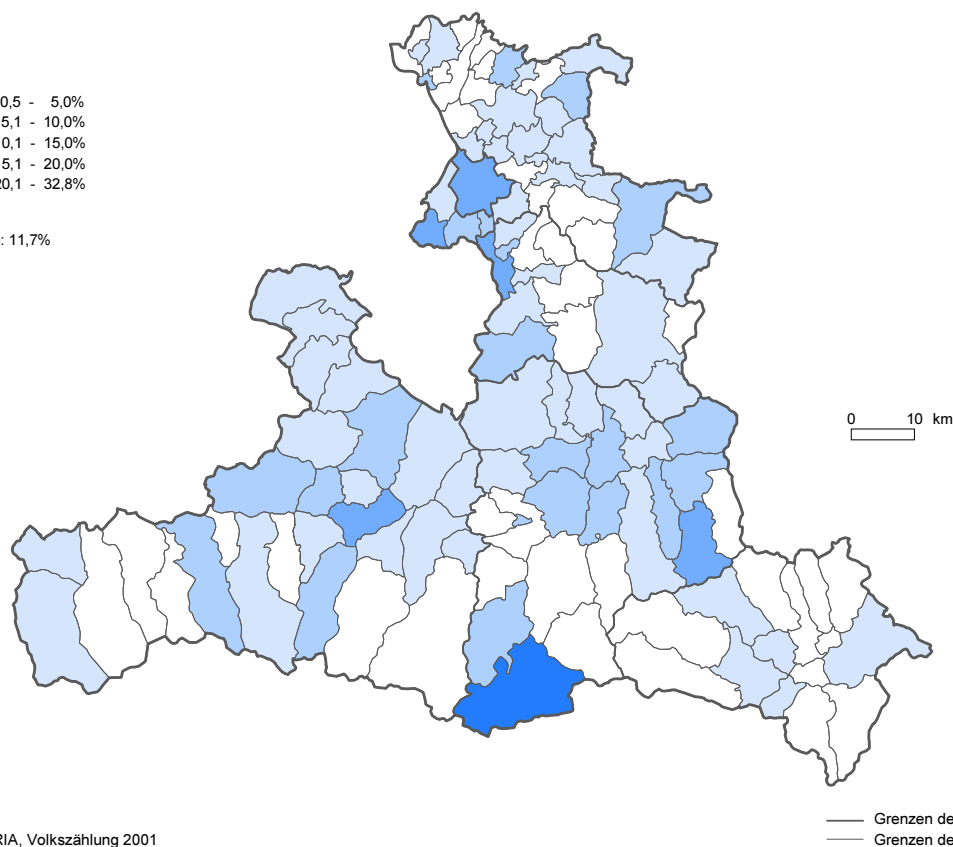 0,5 - 5,0%
5,1 - 10,0%
0,1 - 15,0%
5,1 - 20,0%
20,1 - 32,8%
: 11,7%
0 10 km
Grenzen de
Grenzen de
RIA, Volkszählung 2001